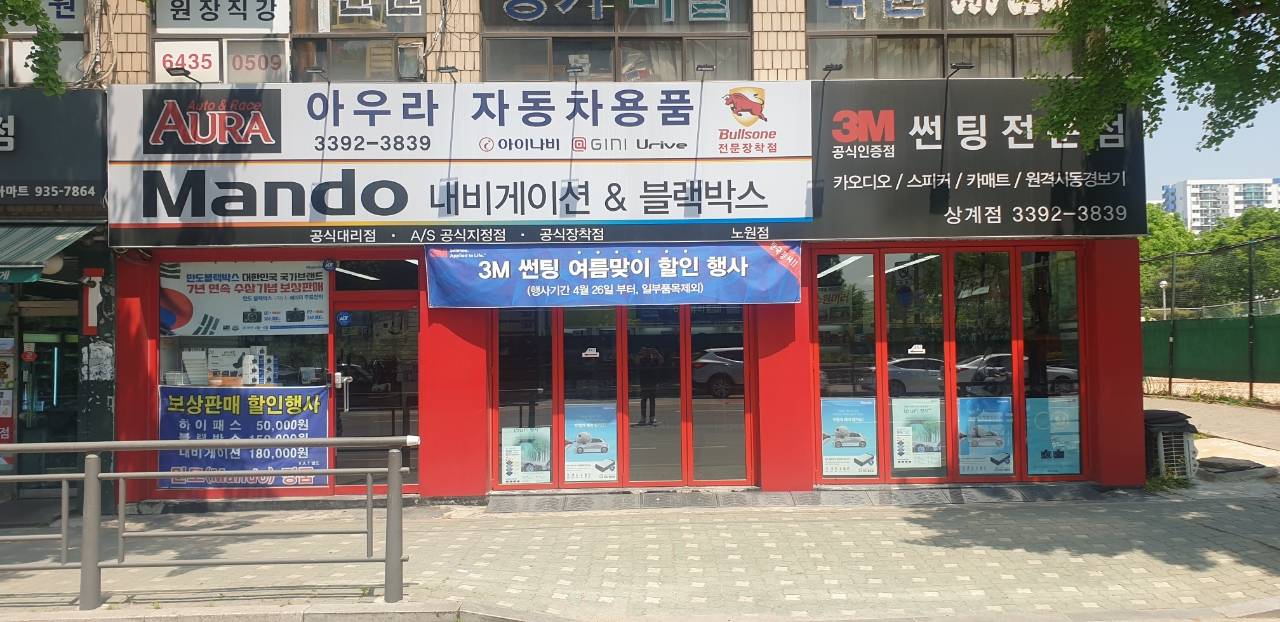 원장직강
6435 0509
마트 935-7864
Auto & Race
AURA
아우라 자동차용품
3392-3839
아이나비 GINI Urive
Bullsone
전문장착점
Mando 내비게이션 & 블랙박스
공식대리점 · A/S 공식지정점 · 공식장착점 노원점
3M 썬팅전문점
공식인증점
카오디오 / 스피커 / 카매트 / 원격시동경보기
상계점 3392-3839
3M 썬팅 여름맞이 할인 행사
(행사기간 4월 26일 부터, 일부품목제외)
만도블랙박스 대한민국 국가브랜드
7년 연속 수상기념 보상판매
보상판매 할인행사
하이패스 50,000원
블랙박스 150,000원
내비게이션 180,000원
만도(Mando) 정품